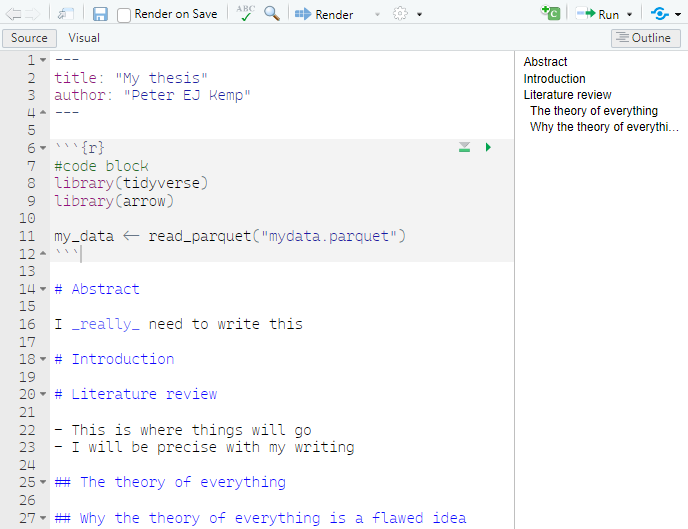 Render on Save
ABC
Render
C
Run
Source
Visual
Outline
1 ---
2 title: "My thesis"
3 author: "Peter EJ Kemp"
4 ---
5
6 ```{r}
7 #code block
8 library(tidyverse)
9 library(arrow)
10
11 my_data <- read_parquet("mydata.parquet")
12 ```
13
14 # Abstract
15
16 I _really_ need to write this
17
18 # Introduction
19
20 # Literature review
21
22 - This is where things will go
23 - I will be precise with my writing
24
25 ## The theory of everything
26
27 ## Why the theory of everything is a flawed idea
Abstract
Introduction
Literature review
The theory of everything
Why the theory of everythi...